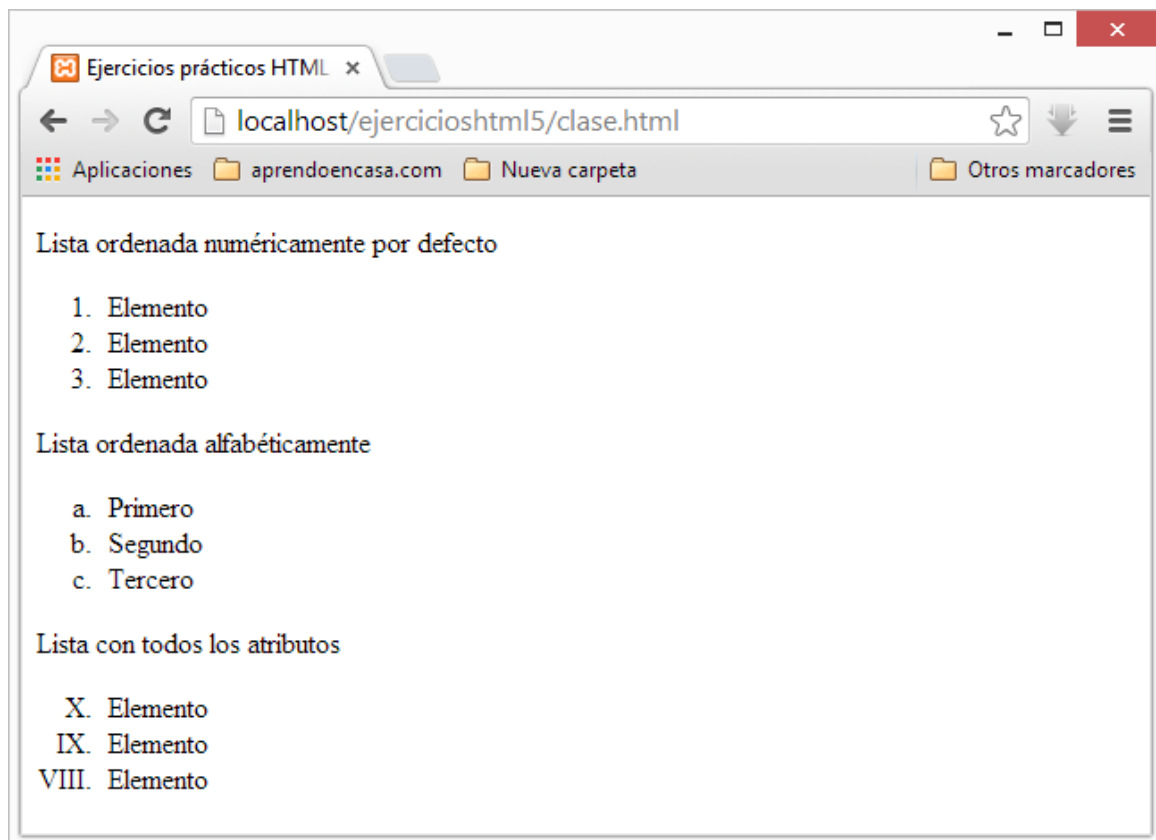 Ejercicios prácticos HTML
localhost/ejercicioshtml5/clase.html
Aplicaciones aprendoencasa.com Nueva carpeta Otros marcadores
Lista ordenada numéricamente por defecto
1. Elemento
2. Elemento
3. Elemento
Lista ordenada alfabéticamente
a. Primero
b. Segundo
c. Tercero
Lista con todos los atributos
X. Elemento
IX. Elemento
VIII. Elemento